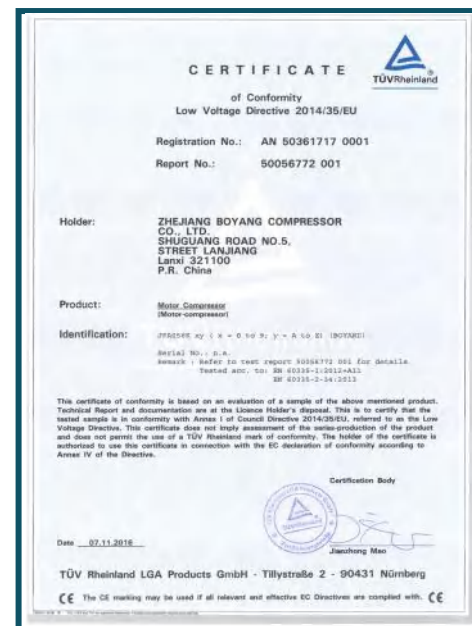 CERTIFICATE
TÜVRheinland®
of Conformity
Low Voltage Directive 2014/35/EU
Registration No.: AN 50361717 0001
Report No.: 50056772 001
Holder: ZHEJIANG BOYANG COMPRESSOR
CO., LTD.
SHUGUANG ROAD NO.5,
STREET LANJIANG
Lanxi 321100
P.R. China
Product: Motor Compressor
(Motor-compressor)
Identification: xy ( x = 0 to 9; y = A to Z) (BOYARD)
Serial No.: n.a.
Remark : Refer to test report 50056772 001 for details
Tested acc. to: EN 60335-1:2012+A11
EN 60335-2-34:2013
This certificate of conformity is based on an evaluation of a sample of the above mentioned product.
Technical Report and documentation are at the Licence Holder's disposal. This is to certify that the
tested sample is in conformity with Annex I of Council Directive 2014/35/EU, referred to as the Low
Voltage Directive. This certificate does not imply assessment of the series-production of the product
and does not permit the use of a TÜV Rheinland mark of conformity. The holder of the certificate is
authorized to use this certificate in connection with the EC declaration of conformity according to
Annex IV of the Directive.
Certification Body
TÜVRheinland
Date 07.11.2016
Jianzhong Mao
TÜV Rheinland LGA Products GmbH - Tillystraße 2 - 90431 Nürnberg
CE The CE marking may be used if all relevant and effective EC Directives are complied with. CE